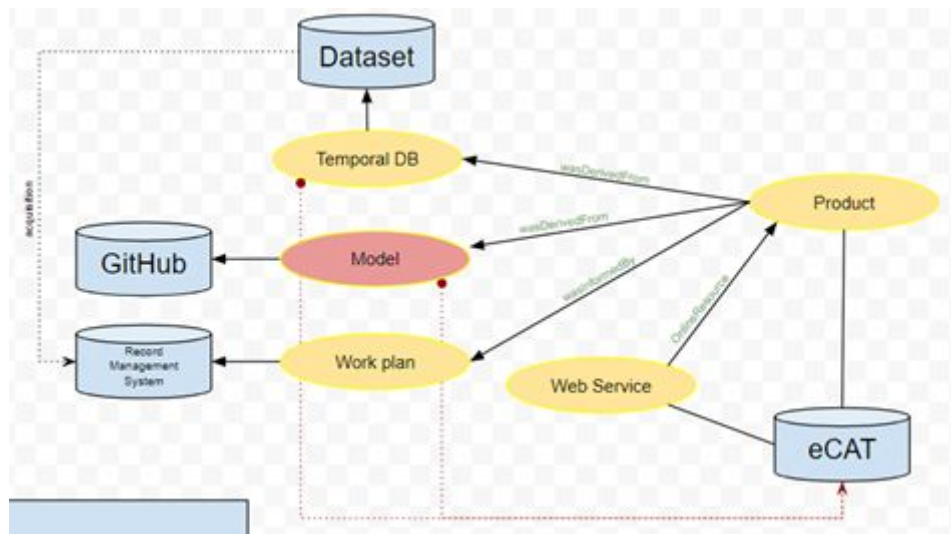 Dataset
Temporal DB
wasDerivedFrom
Product
acquisition
wasDerivedFrom
GitHub
Model
wasInformedBy
OnlineResource
Record
Management
System
Work plan
Web Service
eCAT